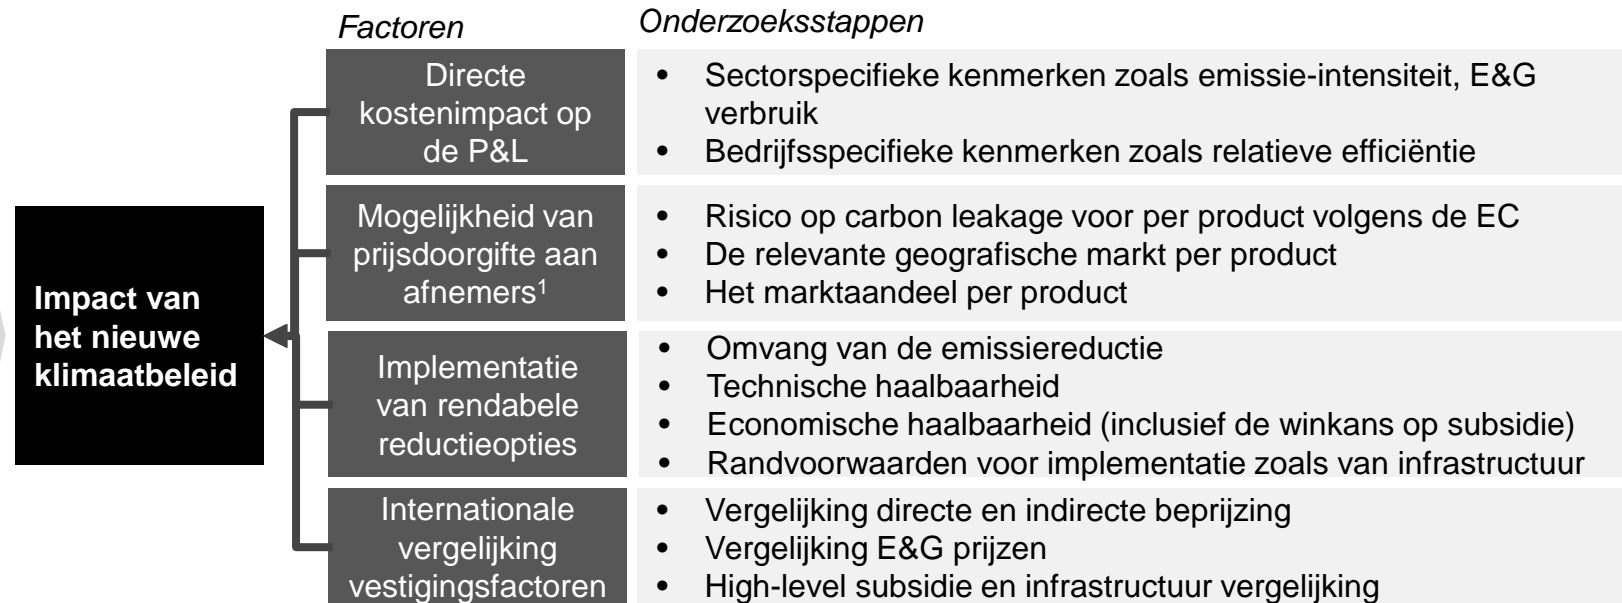 Factoren
Onderzoeksstappen
Impact van
het nieuwe
klimaatbeleid
Directe
kostenimpact op
de P&L
• Sectorspecifieke kenmerken zoals emissie-intensiteit, E&G
verbruik
• Bedrijfsspecifieke kenmerken zoals relatieve efficiëntie
Mogelijkheid van
prijsdoorgifte aan
afnemers¹
• Risico op carbon leakage voor per product volgens de EC
• De relevante geografische markt per product
• Het marktaandeel per product
Implementatie
van rendabele
reductieopties
• Omvang van de emissiereductie
• Technische haalbaarheid
• Economische haalbaarheid (inclusief de winkans op subsidie)
• Randvoorwaarden voor implementatie zoals van infrastructuur
Internationale
vergelijking
vestigingsfactoren
• Vergelijking directe en indirecte beprijzing
• Vergelijking E&G prijzen
• High-level subsidie en infrastructuur vergelijking